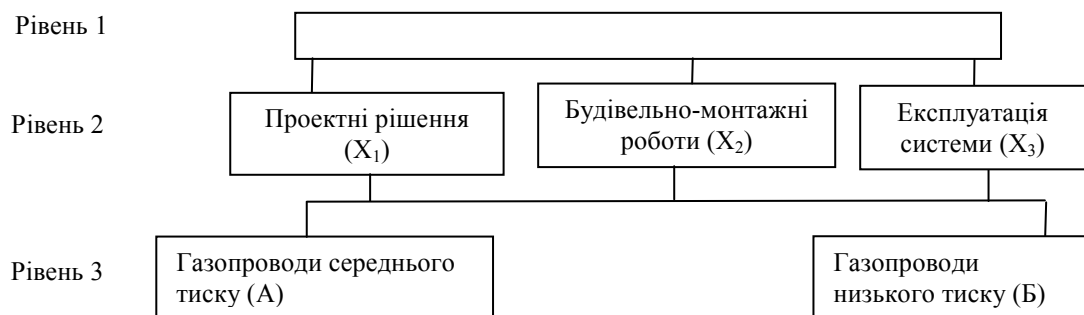 Рівень 1
Рівень 2
Проектні рішення
(X₁)
Будівельно-монтажні
роботи (X₂)
Експлуатація
системи (X₃)
Рівень 3
Газопроводи середнього
тиску (А)
Газопроводи
низького тиску (Б)